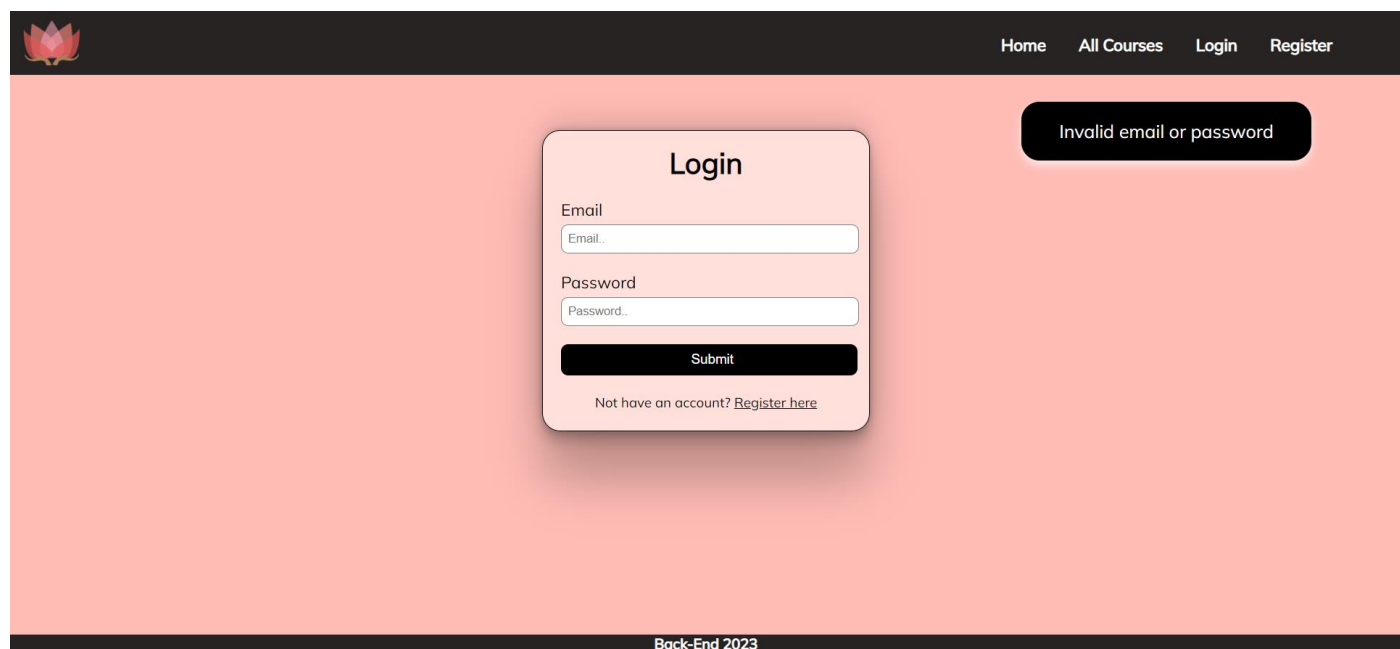 Home All Courses Login Register
Invalid email or password
Login
Email
Email..
Password
Password..
Submit
Not have an account? Register here
Back-End 2023